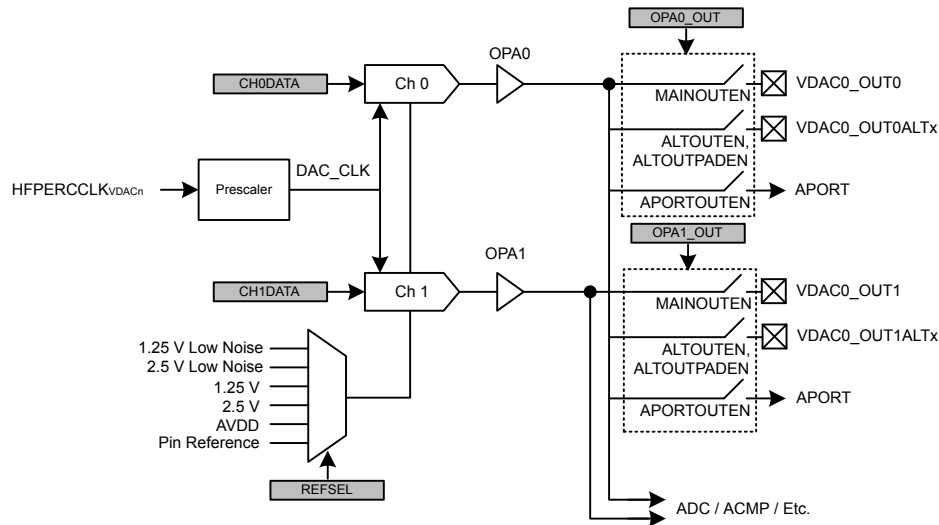 OPA0_OUT
OPA0
CH0DATA
Ch 0
VDAC0_OUT0
MAINOUTEN
VDAC0_OUT0ALTx
ALTOUTEN,
ALTOUTPADEN
DAC_CLK
HFPERCCLKVDACn
Prescaler
APORT
APORTOUTEN
OPA1_OUT
OPA1
CH1DATA
Ch 1
VDAC0_OUT1
MAINOUTEN
VDAC0_OUT1ALTx
ALTOUTEN,
ALTOUTPADEN
1.25 V Low Noise
2.5 V Low Noise
1.25 V
2.5 V
AVDD
Pin Reference
APORT
APORTOUTEN
REFSEL
ADC / ACMP / Etc.